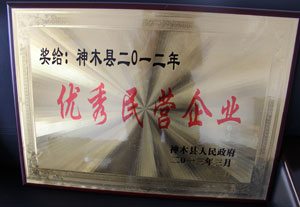 奖给：神木县二〇一二年
优秀民营企业
神木县人民政府
二〇一三年三月